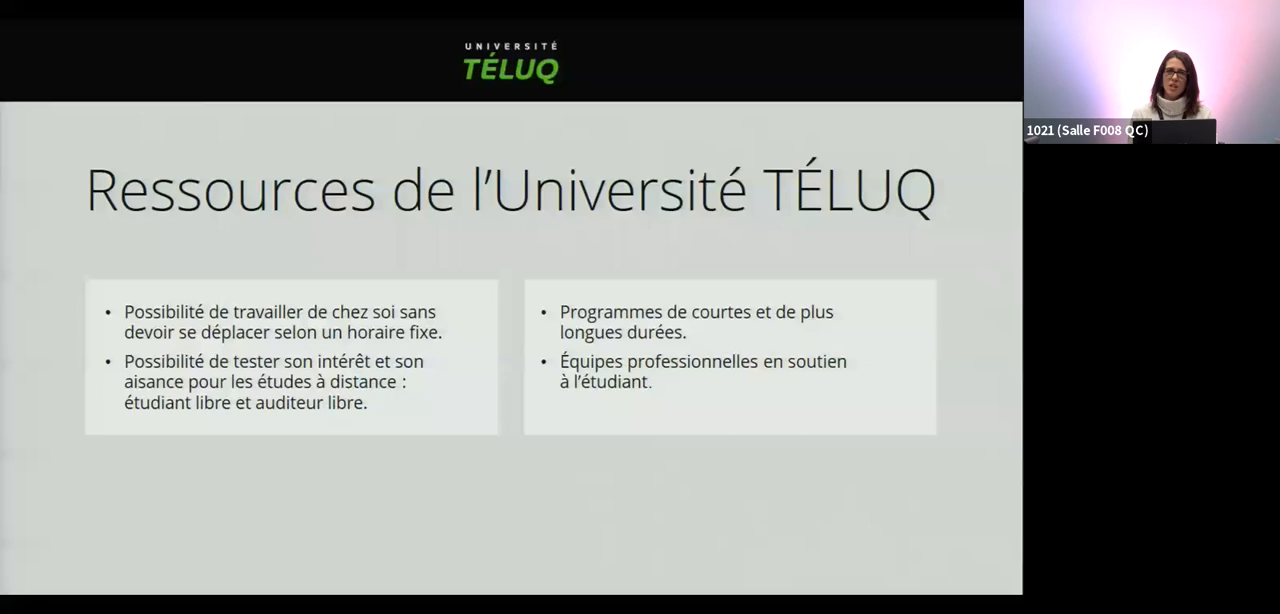 UNIVERSITÉ
TÉLUQ
1021 (Salle F008 QC)
Ressources de l’Université TÉLUQ
• Possibilité de travailler de chez soi sans
devoir se déplacer selon un horaire fixe.
• Possibilité de tester son intérêt et son
aisance pour les études à distance :
étudiant libre et auditeur libre.
• Programmes de courtes et de plus
longues durées.
• Équipes professionnelles en soutien
à l’étudiant.